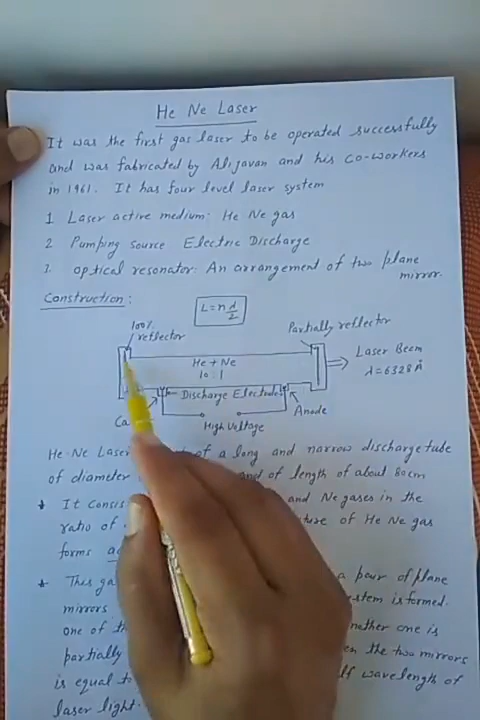 He Ne Laser
It was the first gas laser to be operated successfully
and was fabricated by Ali Javan and his co-workers
in 1961. It has four level laser system
1 Laser active medium: He Ne gas
2 Pumping source Electric Discharge
3. optical resonator: An arrangement of two plane
mirror.
Construction:
L=nλ/2
100%
reflector
Partially reflector
He + Ne
10:1
Laser Beam
λ=6328 Å
Discharge Electrodes
Anode
High Voltage
He Ne Laser of a long and narrow discharge tube
of diameter and of length of about 80cm
* It consis and Ne gases in the
ratio of ture of He Ne gas
forms
* This ga a pair of plane
mirrors stem is formed.
one of th nother one is
partially en the two mirrors
is equal to lf wavelength of
laser light.